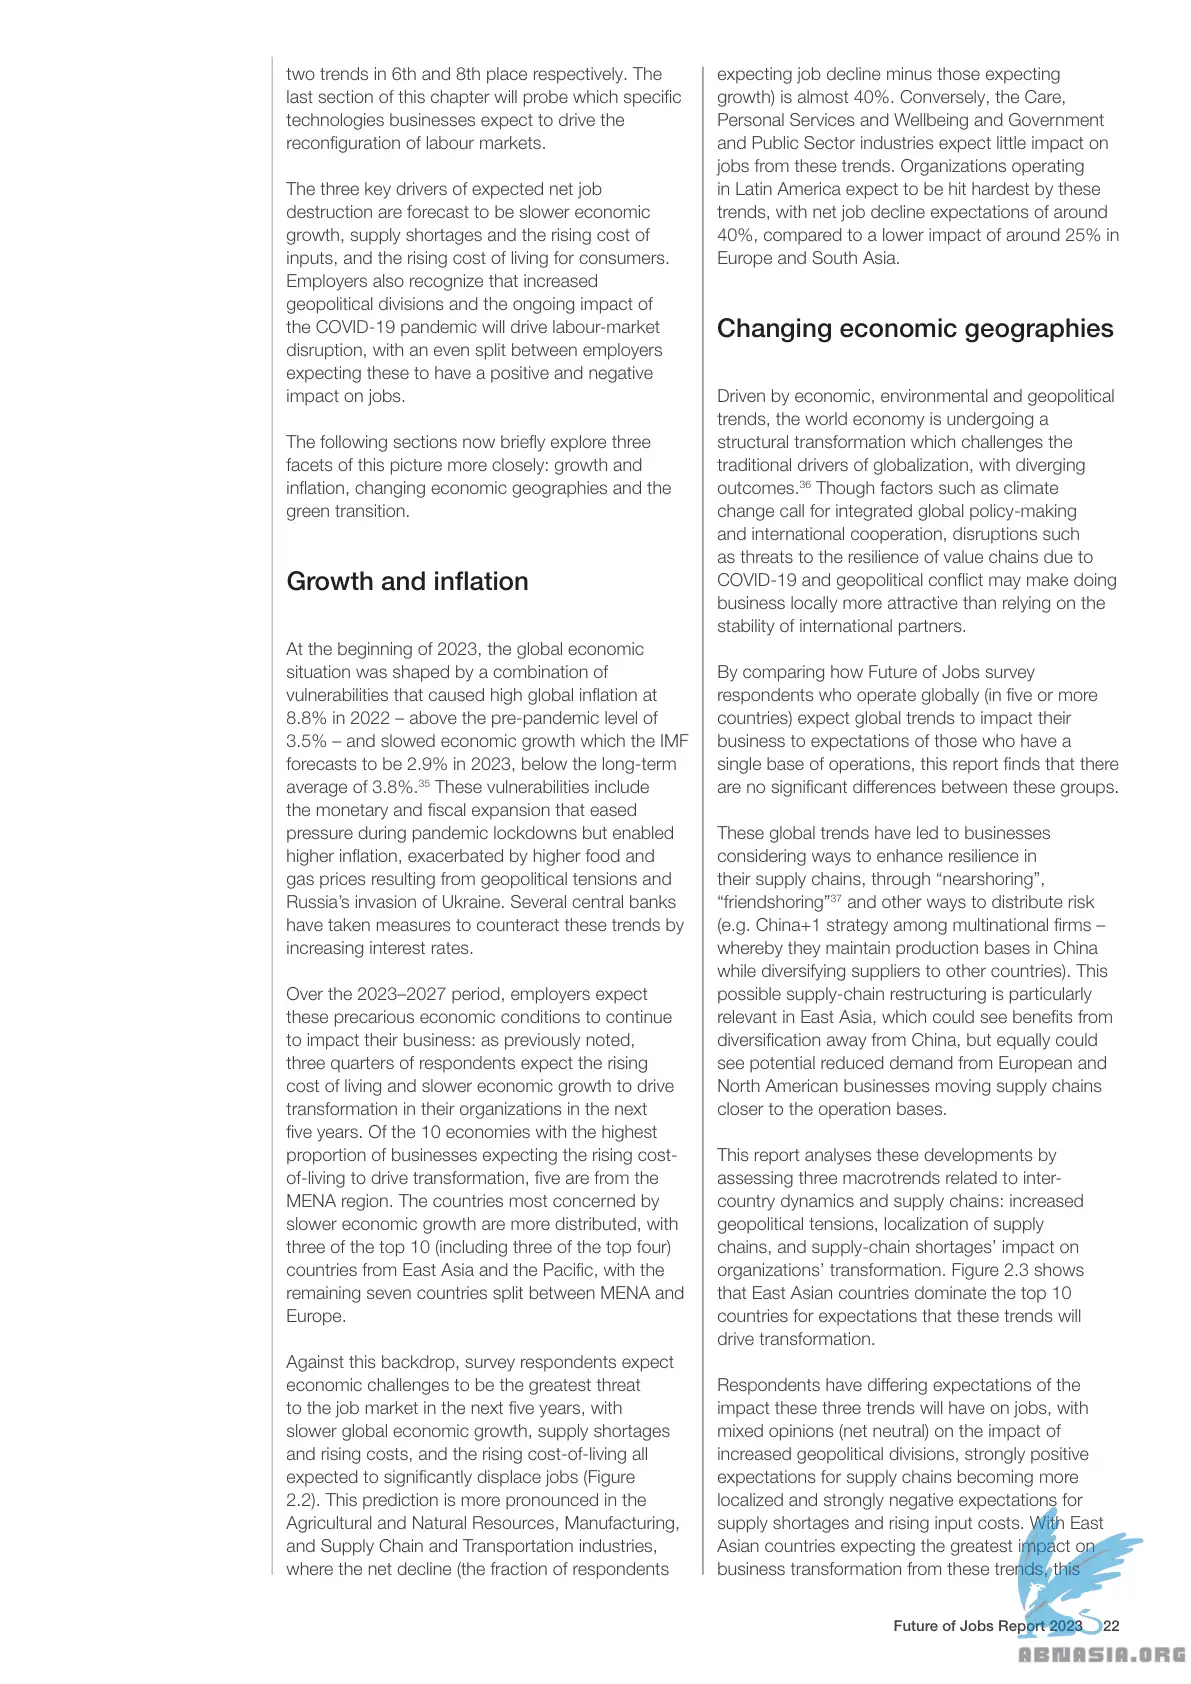 two trends in 6th and 8th place respectively. The
last section of this chapter will probe which specific
technologies businesses expect to drive the
reconfiguration of labour markets.
The three key drivers of expected net job
destruction are forecast to be slower economic
growth, supply shortages and the rising cost of
inputs, and the rising cost of living for consumers.
Employers also recognize that increased
geopolitical divisions and the ongoing impact of
the COVID-19 pandemic will drive labour-market
disruption, with an even split between employers
expecting these to have a positive and negative
impact on jobs.
The following sections now briefly explore three
facets of this picture more closely: growth and
inflation, changing economic geographies and the
green transition.
Growth and inflation
At the beginning of 2023, the global economic
situation was shaped by a combination of
vulnerabilities that caused high global inflation at
8.8% in 2022 – above the pre-pandemic level of
3.5% – and slowed economic growth which the IMF
forecasts to be 2.9% in 2023, below the long-term
average of 3.8%.³⁵ These vulnerabilities include
the monetary and fiscal expansion that eased
pressure during pandemic lockdowns but enabled
higher inflation, exacerbated by higher food and
gas prices resulting from geopolitical tensions and
Russia’s invasion of Ukraine. Several central banks
have taken measures to counteract these trends by
increasing interest rates.
Over the 2023–2027 period, employers expect
these precarious economic conditions to continue
to impact their business: as previously noted,
three quarters of respondents expect the rising
cost of living and slower economic growth to drive
transformation in their organizations in the next
five years. Of the 10 economies with the highest
proportion of businesses expecting the rising cost-
of-living to drive transformation, five are from the
MENA region. The countries most concerned by
slower economic growth are more distributed, with
three of the top 10 (including three of the top four)
countries from East Asia and the Pacific, with the
remaining seven countries split between MENA and
Europe.
Against this backdrop, survey respondents expect
economic challenges to be the greatest threat
to the job market in the next five years, with
slower global economic growth, supply shortages
and rising costs, and the rising cost-of-living all
expected to significantly displace jobs (Figure
2.2). This prediction is more pronounced in the
Agricultural and Natural Resources, Manufacturing,
and Supply Chain and Transportation industries,
where the net decline (the fraction of respondents
expecting job decline minus those expecting
growth) is almost 40%. Conversely, the Care,
Personal Services and Wellbeing and Government
and Public Sector industries expect little impact on
jobs from these trends. Organizations operating
in Latin America expect to be hit hardest by these
trends, with net job decline expectations of around
40%, compared to a lower impact of around 25% in
Europe and South Asia.
Changing economic geographies
Driven by economic, environmental and geopolitical
trends, the world economy is undergoing a
structural transformation which challenges the
traditional drivers of globalization, with diverging
outcomes.³⁶ Though factors such as climate
change call for integrated global policy-making
and international cooperation, disruptions such
as threats to the resilience of value chains due to
COVID-19 and geopolitical conflict may make doing
business locally more attractive than relying on the
stability of international partners.
By comparing how Future of Jobs survey
respondents who operate globally (in five or more
countries) expect global trends to impact their
business to expectations of those who have a
single base of operations, this report finds that there
are no significant differences between these groups.
These global trends have led to businesses
considering ways to enhance resilience in
their supply chains, through “nearshoring”,
“friendshoring”³⁷ and other ways to distribute risk
(e.g. China+1 strategy among multinational firms –
whereby they maintain production bases in China
while diversifying suppliers to other countries). This
possible supply-chain restructuring is particularly
relevant in East Asia, which could see benefits from
diversification away from China, but equally could
see potential reduced demand from European and
North American businesses moving supply chains
closer to the operation bases.
This report analyses these developments by
assessing three macrotrends related to inter-
country dynamics and supply chains: increased
geopolitical tensions, localization of supply
chains, and supply-chain shortages’ impact on
organizations’ transformation. Figure 2.3 shows
that East Asian countries dominate the top 10
countries for expectations that these trends will
drive transformation.
Respondents have differing expectations of the
impact these three trends will have on jobs, with
mixed opinions (net neutral) on the impact of
increased geopolitical divisions, strongly positive
expectations for supply chains becoming more
localized and strongly negative expectations for
supply shortages and rising input costs. With East
Asian countries expecting the greatest impact on
business transformation from these trends, this
Future of Jobs Report 2023 22
ABNASIA.ORG